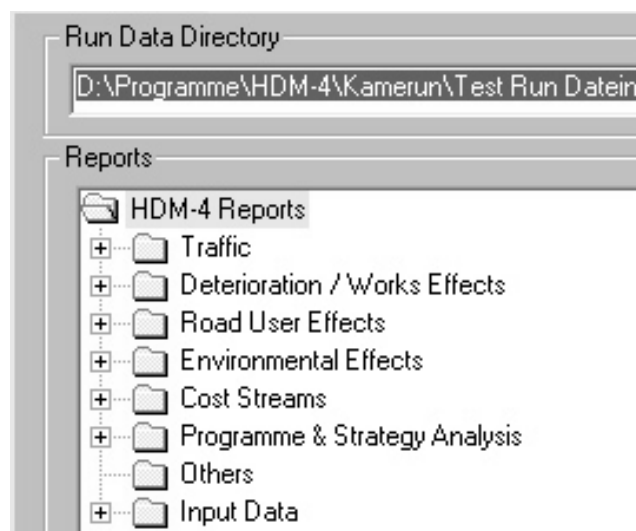 Run Data Directory
D:\Programme\HDM-4\Kamerun\Test Run Datein
Reports
HDM-4 Reports
Traffic
Deterioration / Works Effects
Road User Effects
Environmental Effects
Cost Streams
Programme & Strategy Analysis
Others
Input Data